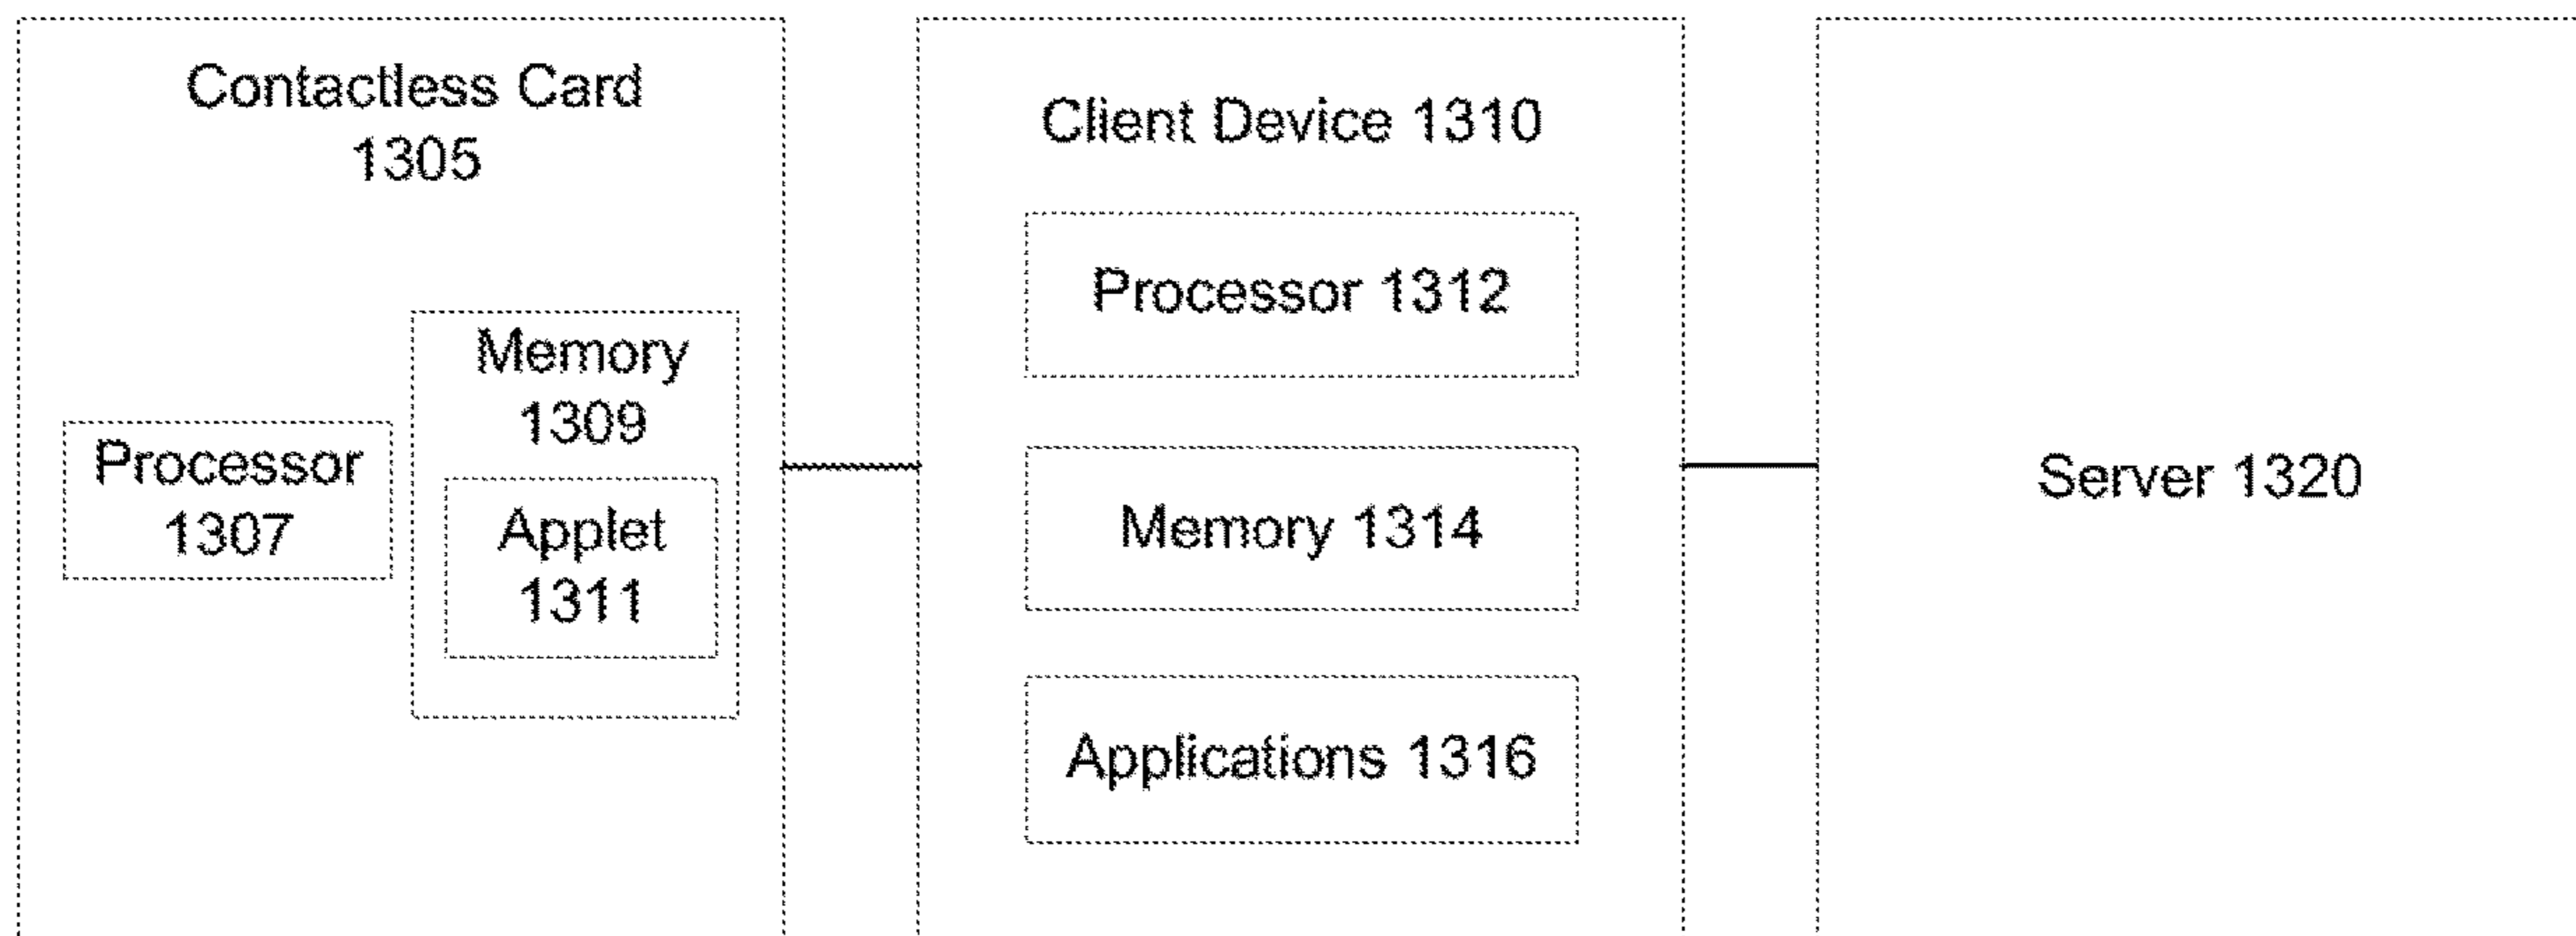 Contactless Card
1305
Processor
1307
Memory
1309
Applet
1311
Client Device 1310
Processor 1312
Memory 1314
Applications 1316
Server 1320